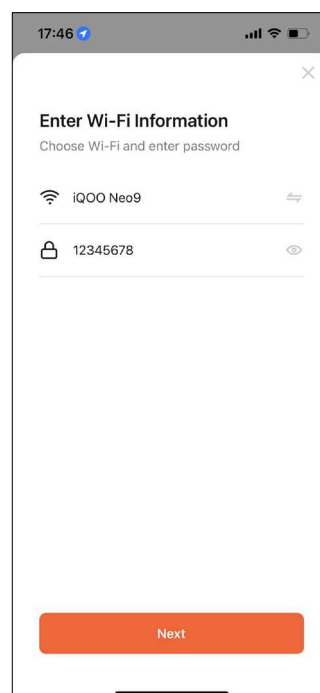 17:46
Enter Wi-Fi Information
Choose Wi-Fi and enter password
iQOO Neo9
12345678
Next